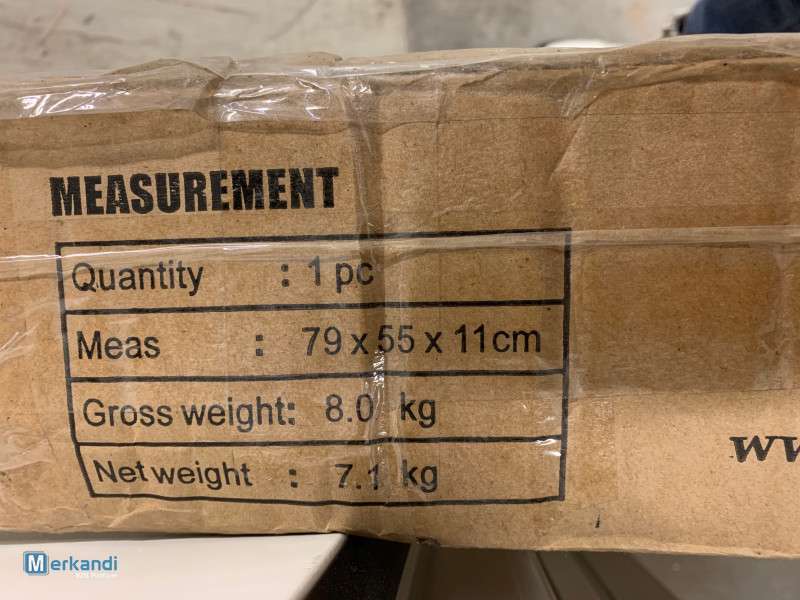 MEASUREMENT
Quantity : 1 pc
Meas : 79 x 55 x 11cm
Gross weight: 8.0 kg
Net weight : 7.1 kg
ww
Merkandi